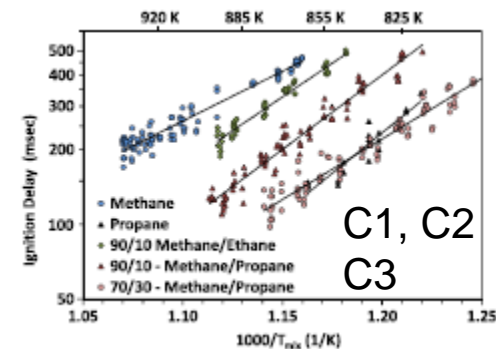 920 K 885 K 855 K 825 K
500
400
300
200
100
50
Ignition Delay (msec)
Methane
Propane
90/10 Methane/Ethane
90/10 - Methane/Propane
70/30 - Methane/Propane
C1, C2
C3
1.05 1.10 1.15 1.20 1.25
1000/Tmix (1/K)